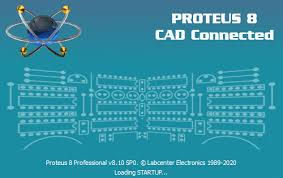 PROTEUS 8
CAD Connected
Proteus 8 Professional v8.10 SP0. © Labcenter Electronics 1989-2020
Loading STARTUP...